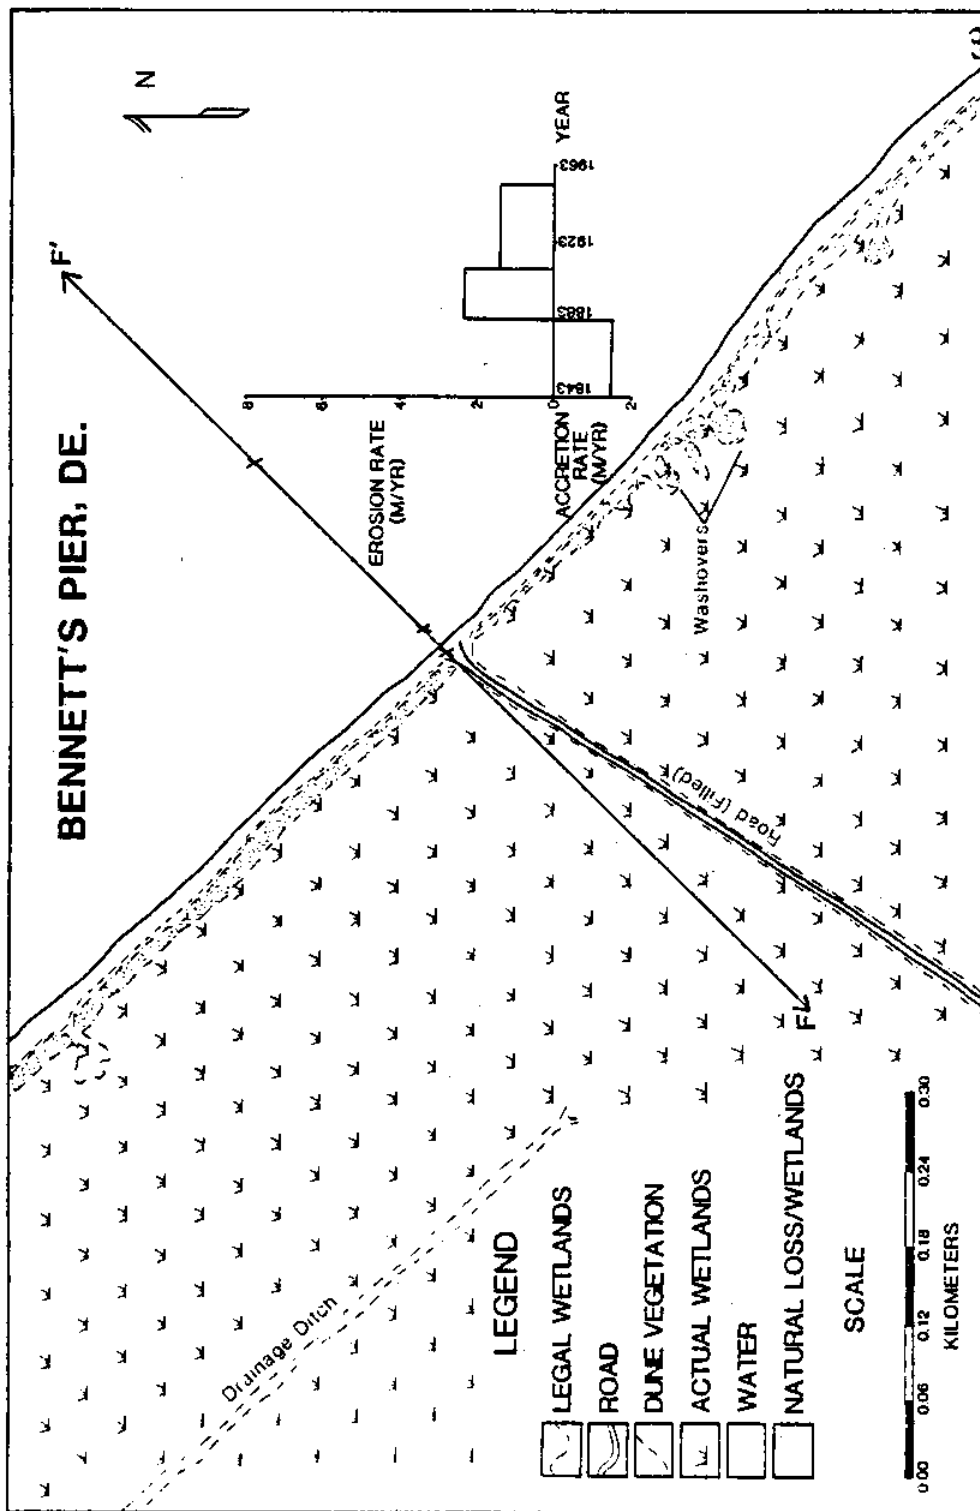 BENNETT'S PIER, DE.
N
F'
EROSION RATE
(M/YR)
8
6
4
2
0
2
ACCRETION
RATE
(M/YR)
1843
1883
1923
1963
YEAR
Washovers
Road (Filled)
F
Drainage Ditch
LEGEND
LEGAL WETLANDS
ROAD
DUNE VEGETATION
ACTUAL WETLANDS
WATER
NATURAL LOSS/WETLANDS
SCALE
0.00 0.06 0.12 0.18 0.24 0.30
KILOMETERS